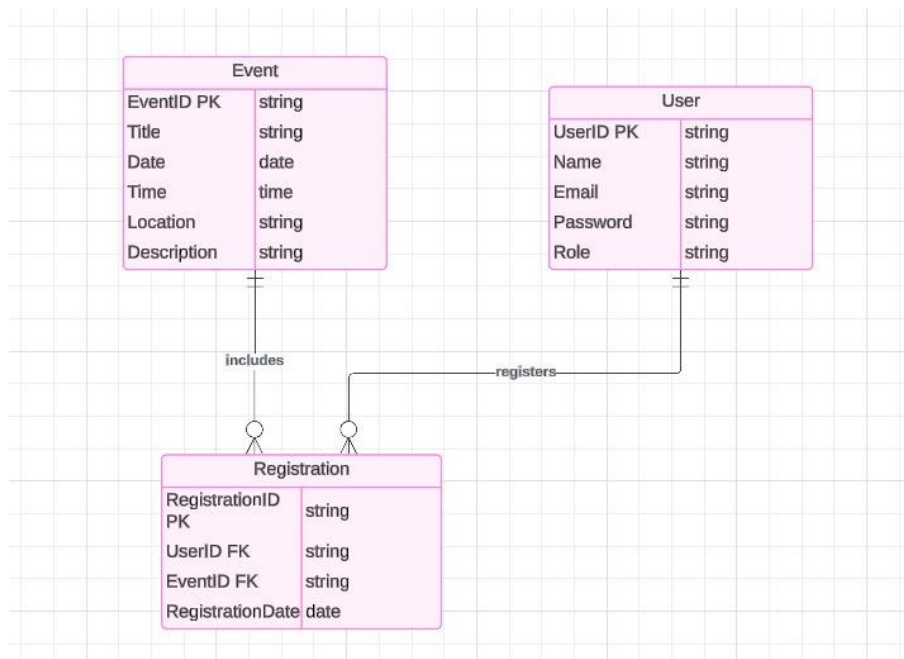 Event
EventID PK string
Title string
Date date
Time time
Location string
Description string
User
UserID PK string
Name string
Email string
Password string
Role string
includes
registers
Registration
RegistrationID
PK string
UserID FK string
EventID FK string
RegistrationDate date